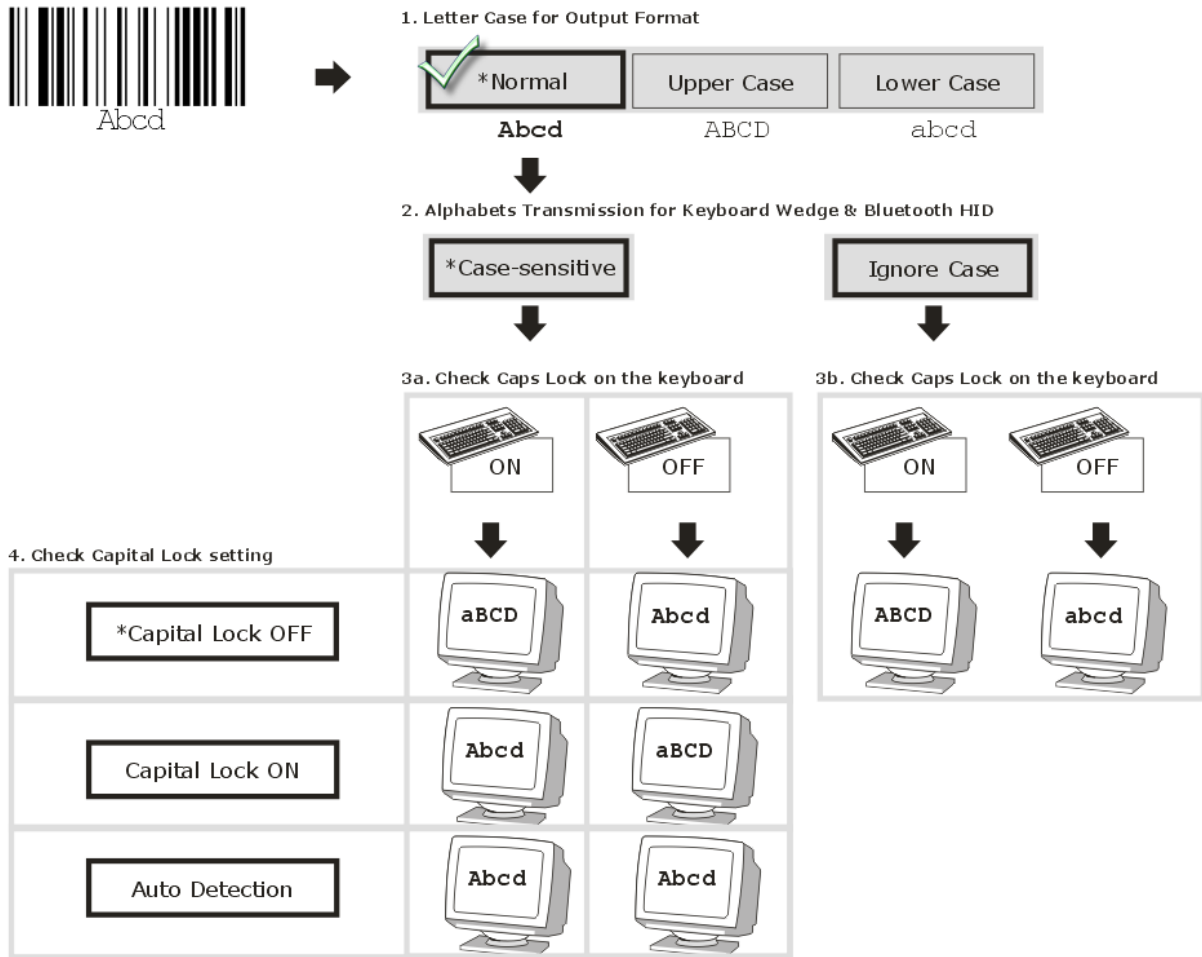 Abcd
1. Letter Case for Output Format
*Normal Upper Case Lower Case
Abcd ABCD abcd
2. Alphabets Transmission for Keyboard Wedge & Bluetooth HID
*Case-sensitive Ignore Case
3a. Check Caps Lock on the keyboard 3b. Check Caps Lock on the keyboard
ON OFF ON OFF
4. Check Capital Lock setting
*Capital Lock OFF aBCD Abcd ABCD abcd
Capital Lock ON Abcd aBCD
Auto Detection Abcd Abcd